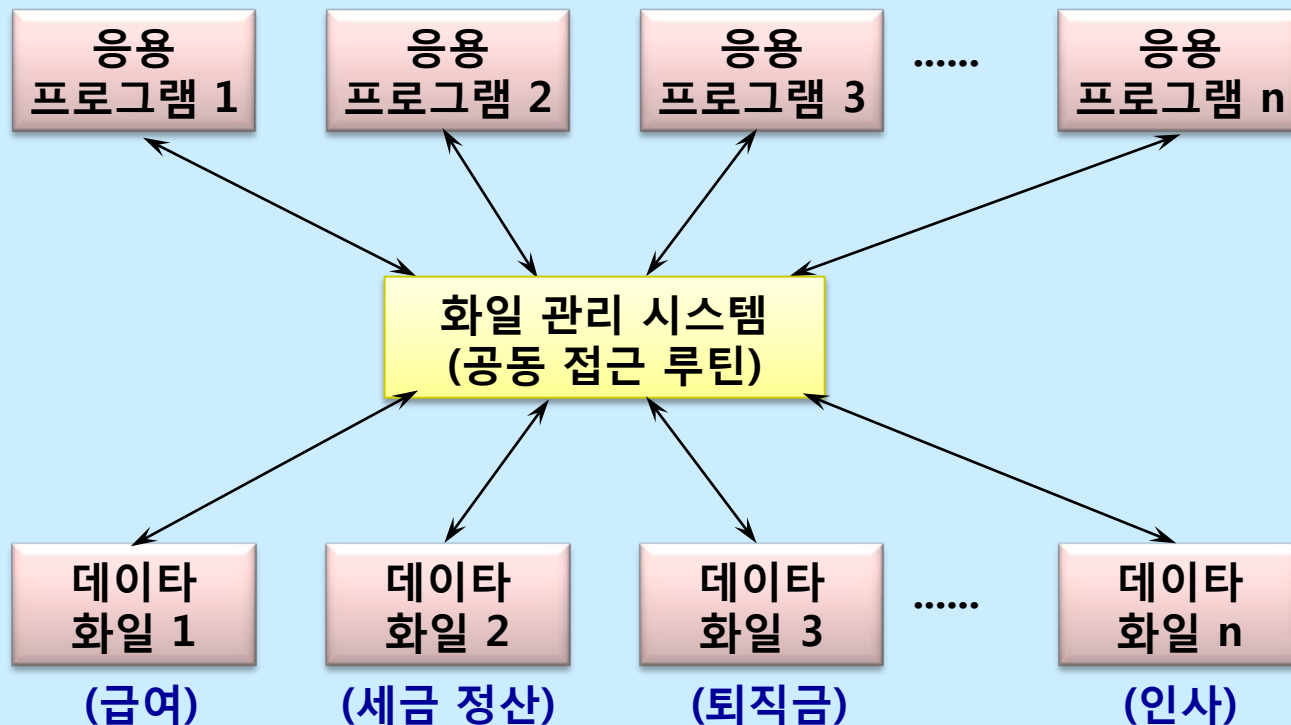 응용
프로그램 1
응용
프로그램 2
응용
프로그램 3
......
응용
프로그램 n
화일 관리 시스템
(공동 접근 루틴)
데이타
화일 1
데이타
화일 2
데이타
화일 3
......
데이타
화일 n
(급여)
(세금 정산)
(퇴직금)
(인사)